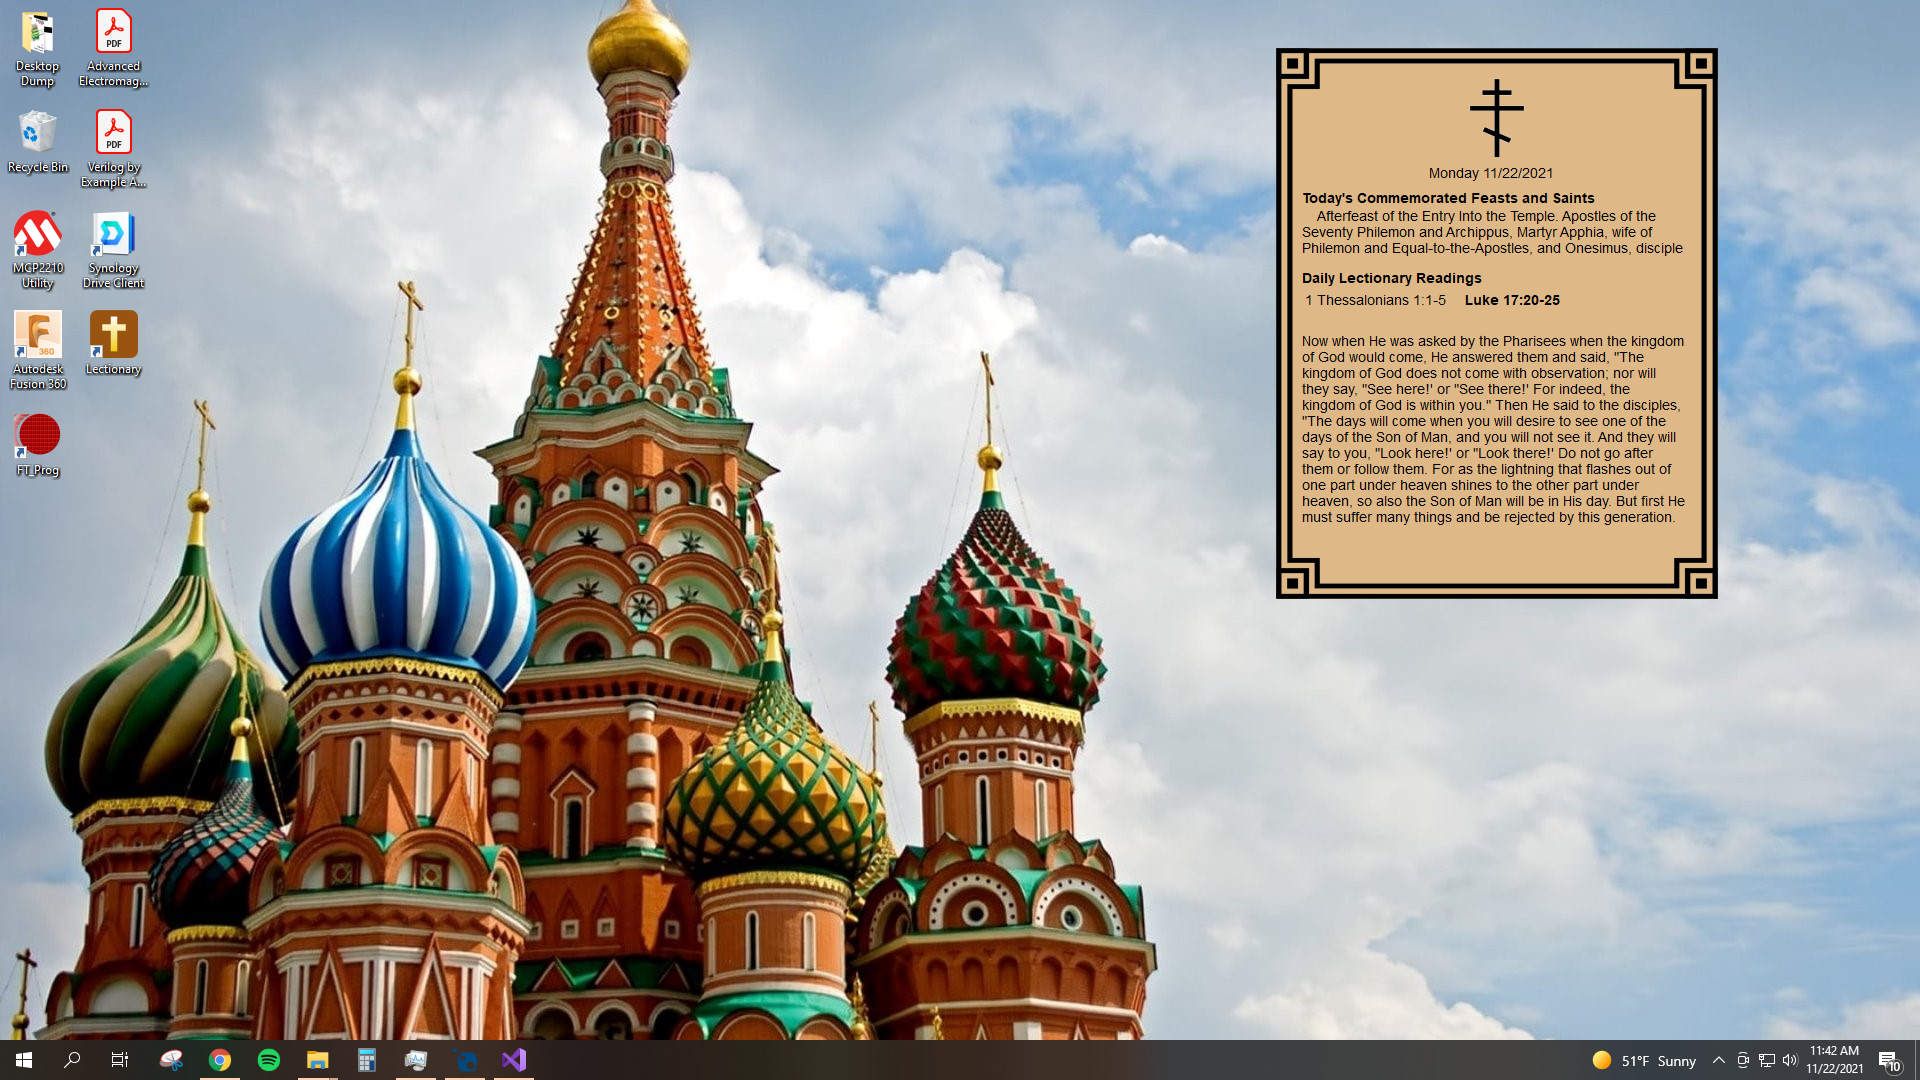 Desktop
Dump
Advanced
Electromag...
Recycle Bin
Verilog by
Example A...
MCP2210
Utility
Synology
Drive Client
Autodesk
Fusion 360
Lectionary
FT_Prog
PDF
PDF
360
Monday 11/22/2021
Today's Commemorated Feasts and Saints
Afterfeast of the Entry Into the Temple. Apostles of the
Seventy Philemon and Archippus, Martyr Apphia, wife of
Philemon and Equal-to-the-Apostles, and Onesimus, disciple
Daily Lectionary Readings
1 Thessalonians 1:1-5 Luke 17:20-25
Now when He was asked by the Pharisees when the kingdom
of God would come, He answered them and said, "The
kingdom of God does not come with observation; nor will
they say, "See here!' or "See there!' For indeed, the
kingdom of God is within you." Then He said to the disciples,
"The days will come when you will desire to see one of the
days of the Son of Man, and you will not see it. And they will
say to you, "Look here!' or "Look there!' Do not go after
them or follow them. For as the lightning that flashes out of
one part under heaven shines to the other part under
heaven, so also the Son of Man will be in His day. But first He
must suffer many things and be rejected by this generation.
51°F Sunny
11:42 AM
11/22/2021
10